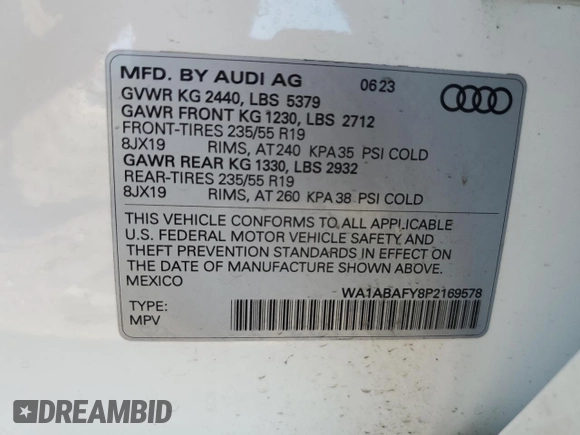 MFD. BY AUDI AG 0623
GVWR KG 2440, LBS 5379
GAWR FRONT KG 1230, LBS 2712
FRONT-TIRES 235/55 R19
8JX19 RIMS, AT 240 KPA 35 PSI COLD
GAWR REAR KG 1330, LBS 2932
REAR-TIRES 235/55 R19
8JX19 RIMS, AT 260 KPA 38 PSI COLD
THIS VEHICLE CONFORMS TO ALL APPLICABLE
U.S. FEDERAL MOTOR VEHICLE SAFETY AND
THEFT PREVENTION STANDARDS IN EFFECT ON
THE DATE OF MANUFACTURE SHOWN ABOVE.
MEXICO
WA1ABAFY8P2169578
TYPE:
MPV
DREAMBID